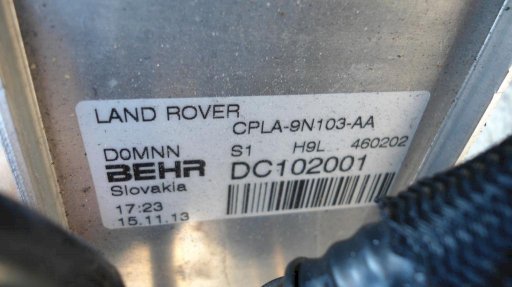 LAND ROVER
CPLA-9N103-AA
D0MNN S1 H9L 460202
BEHR DC102001
Slovakia
17:23
15.11.13